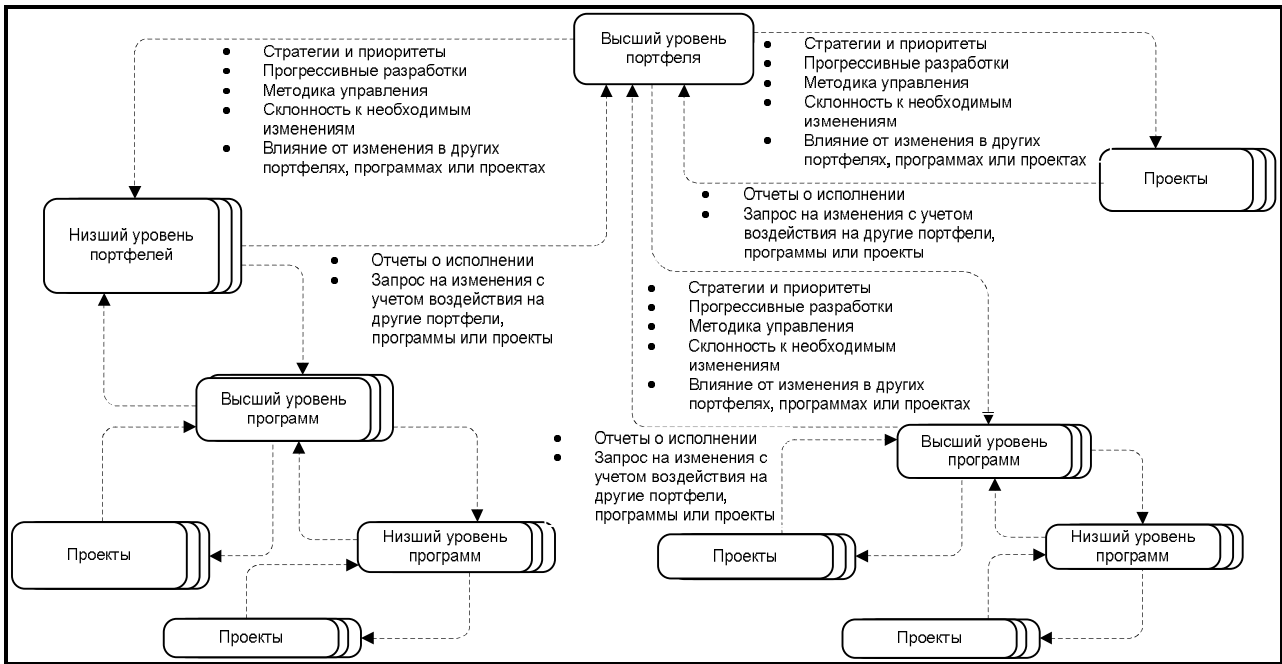 Высший уровень
портфеля
• Стратегии и приоритеты
• Прогрессивные разработки
• Методика управления
• Склонность к необходимым
изменениям
• Влияние от изменения в других
портфелях, программах или проектах
• Стратегии и приоритеты
• Прогрессивные разработки
• Методика управления
• Склонность к необходимым
изменениям
• Влияние от изменения в других
портфелях, программах или проектах
Проекты
• Отчеты о исполнении
• Запрос на изменения с учетом
воздействия на другие портфели,
программы или проекты
Низший уровень
портфелей
• Отчеты о исполнении
• Запрос на изменения с
учетом воздействия на
другие портфели,
программы или проекты
• Стратегии и приоритеты
• Прогрессивные разработки
• Методика управления
• Склонность к необходимым
изменениям
• Влияние от изменения в других
портфелях, программах или проектах
Высший уровень
программ
• Отчеты о исполнении
• Запрос на изменения с
учетом воздействия на
другие портфели,
программы или проекты
Высший уровень
программ
Проекты
Низший уровень
программ
Проекты
Низший уровень
программ
Проекты
Проекты